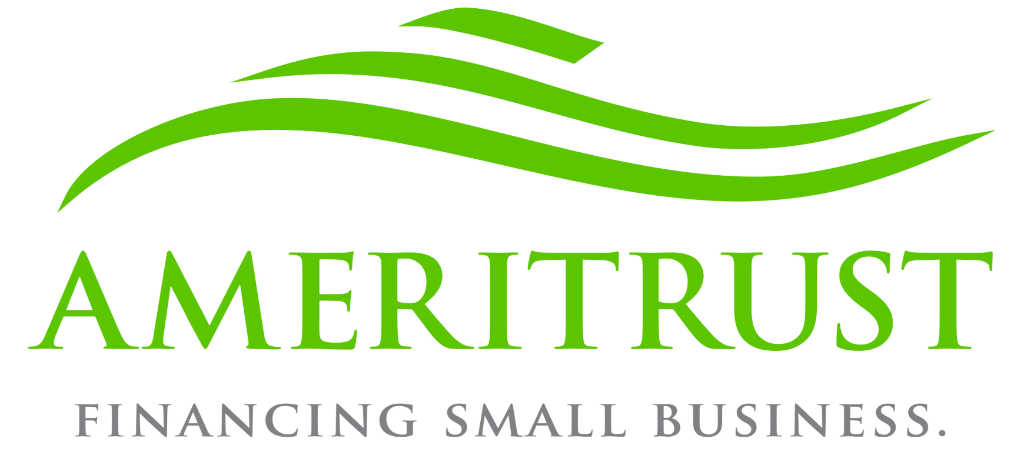 AMERITRUST
FINANCING SMALL BUSINESS.